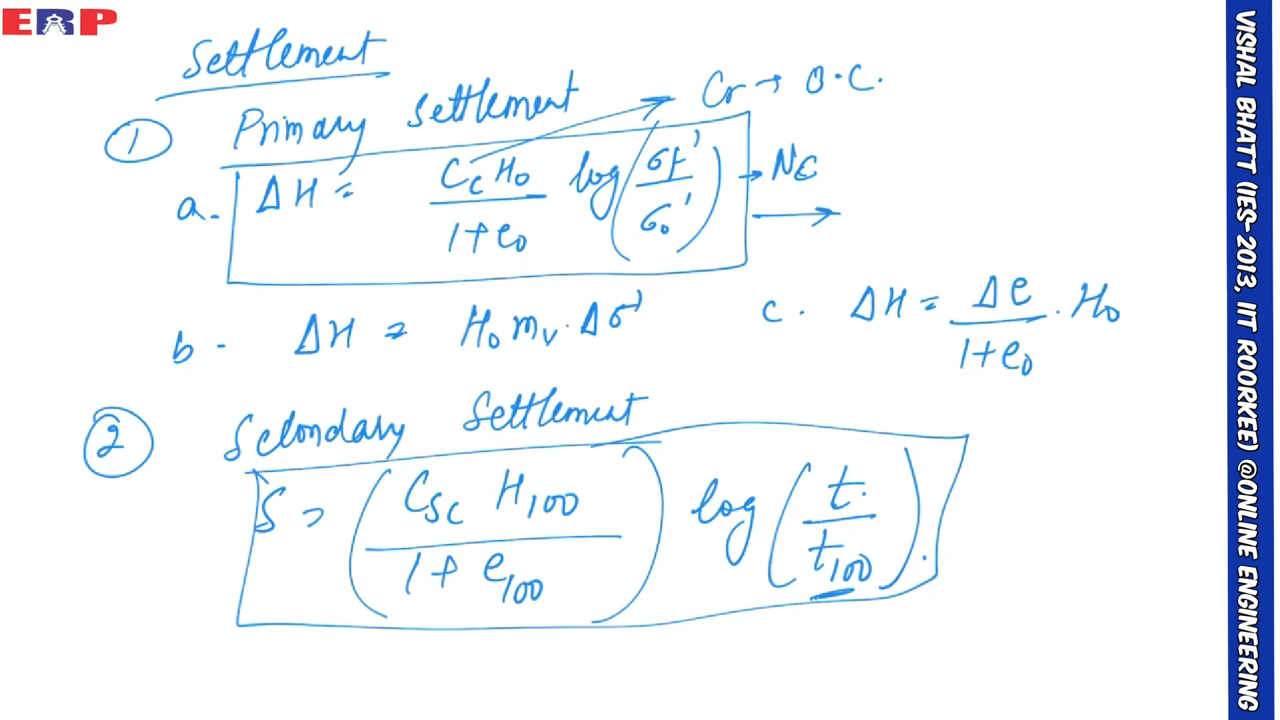 ERP
Settlement
① Primary Settlement
Cr → O.C.
a. ΔH = Cc H0 / 1+e0 log(σf' / σ0') → NC →
b - ΔH = H0 mv . Δσ'
c. ΔH = Δe / 1+e0 . H0
② Secondary Settlement
S = (Csc H100 / 1+e100) log(t. / t100).
VISHAL BHATT (IES-2013, IIT ROORKEE) @ONLINE ENGINEERING